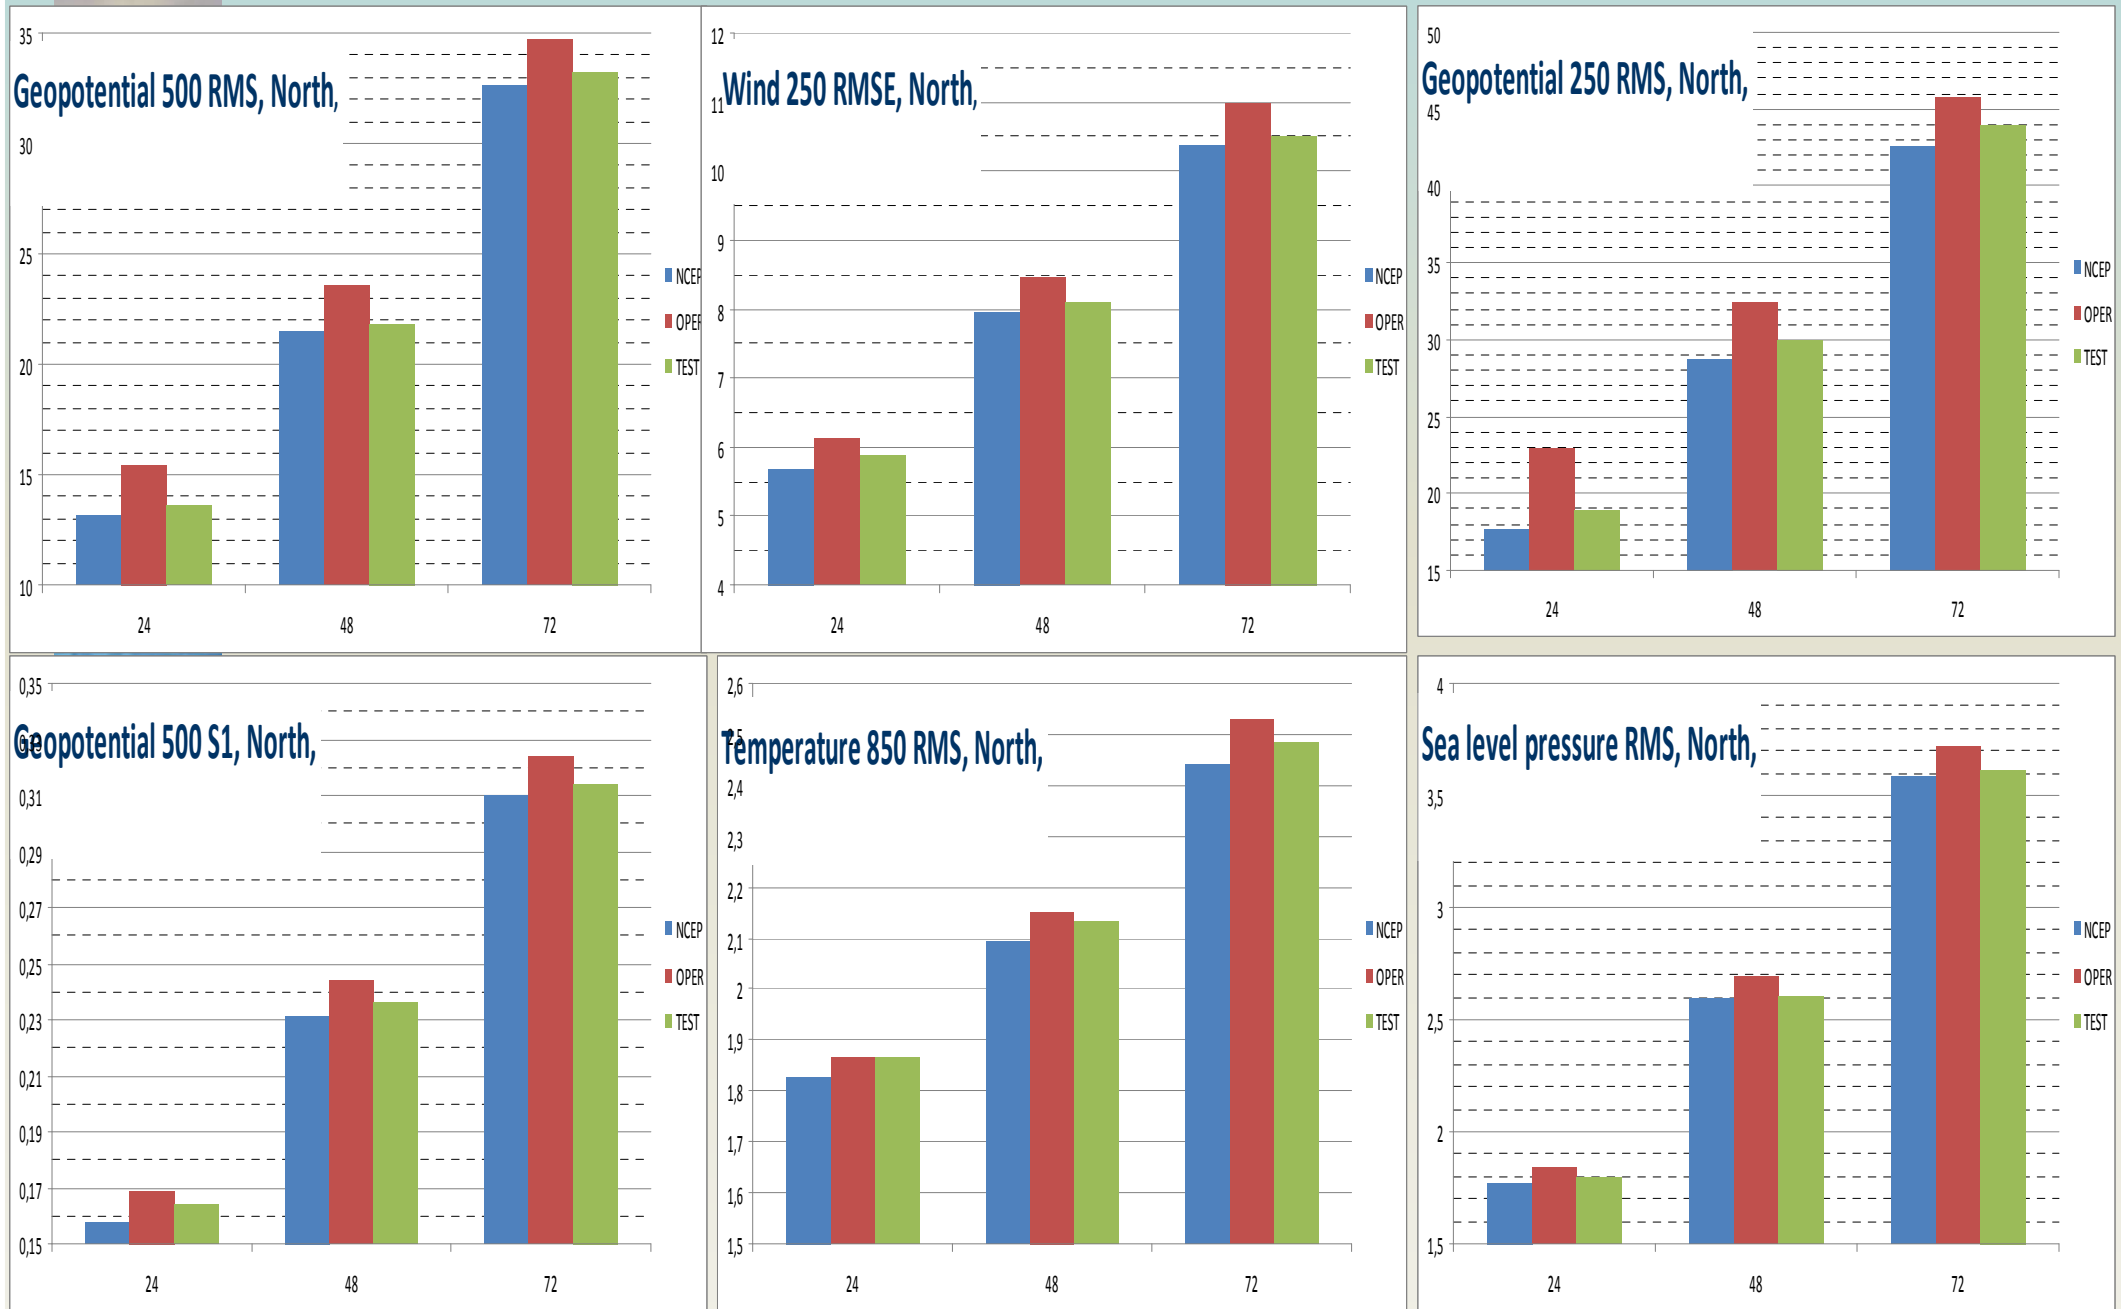 Geopotential 500 RMS, North,
35
30
25
20
15
10
24 48 72
NCEP
OPER
TEST
Wind 250 RMSE, North,
12
11
10
9
8
7
6
5
4
24 48 72
NCEP
OPER
TEST
Geopotential 250 RMS, North,
50
45
40
35
30
25
20
15
24 48 72
NCEP
OPER
TEST
Geopotential 500 S1, North,
0,35
0,33
0,31
0,29
0,27
0,25
0,23
0,21
0,19
0,17
0,15
24 48 72
NCEP
OPER
TEST
Temperature 850 RMS, North,
2,6
2,5
2,4
2,3
2,2
2,1
2
1,9
1,8
1,7
1,6
1,5
24 48 72
NCEP
OPER
TEST
Sea level pressure RMS, North,
4
3,5
3
2,5
2
1,5
24 48 72
NCEP
OPER
TEST